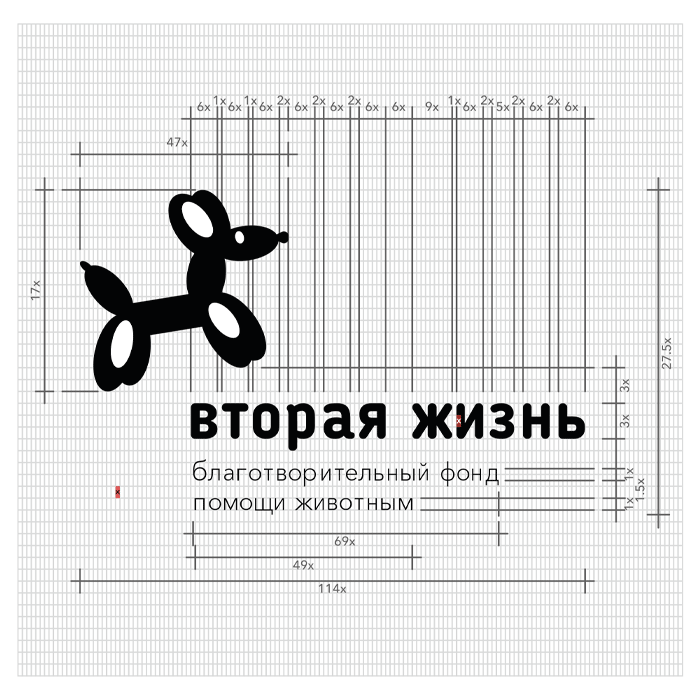 6x 1x 6x 1x 6x 2x 6x 2x 6x 2x 6x 6x 9x 1x 6x 2x 5x 2x 6x 2x 6x
47x
17x
27.5x
3x
вторая жизнь
3x
x
благотворительный фонд
1x
x
помощи животным
1x
1.5x
69x
49x
114x